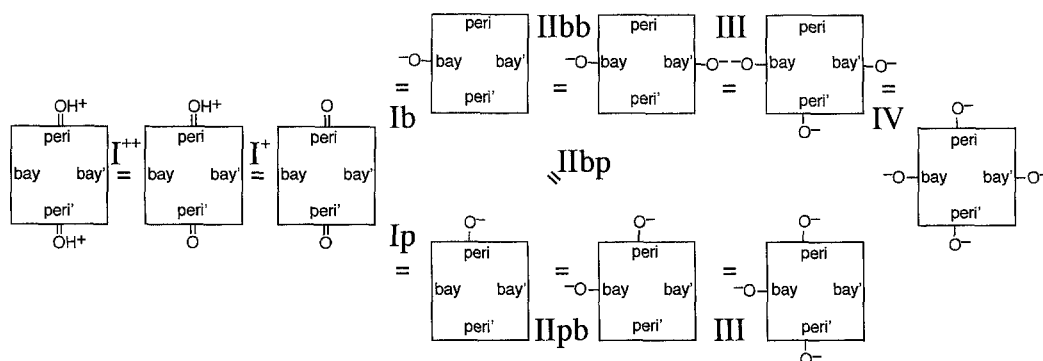 IIbb III
peri peri peri
⁻O bay bay' = ⁻O bay bay' O--O bay bay' O⁻
= = =
peri' peri' peri'
Ib O⁻ IV
OH⁺ OH⁺ O O⁻
peri I⁺⁺ peri I⁺ peri peri
bay bay' = bay bay' = bay bay' =IIbp ⁻O bay bay' O⁻
peri' peri' peri' peri'
OH⁺ O O O⁻
Ip O⁻ O⁻ O⁻
= peri = peri = peri
bay bay' ⁻O bay bay' ⁻O bay bay'
peri' IIpb peri' III peri'
O⁻